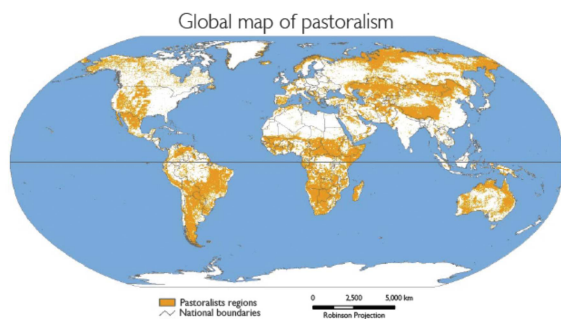 Global map of pastoralism
Pastoralists regions
National boundaries
0 2,500 5,000 km
Robinson Projection